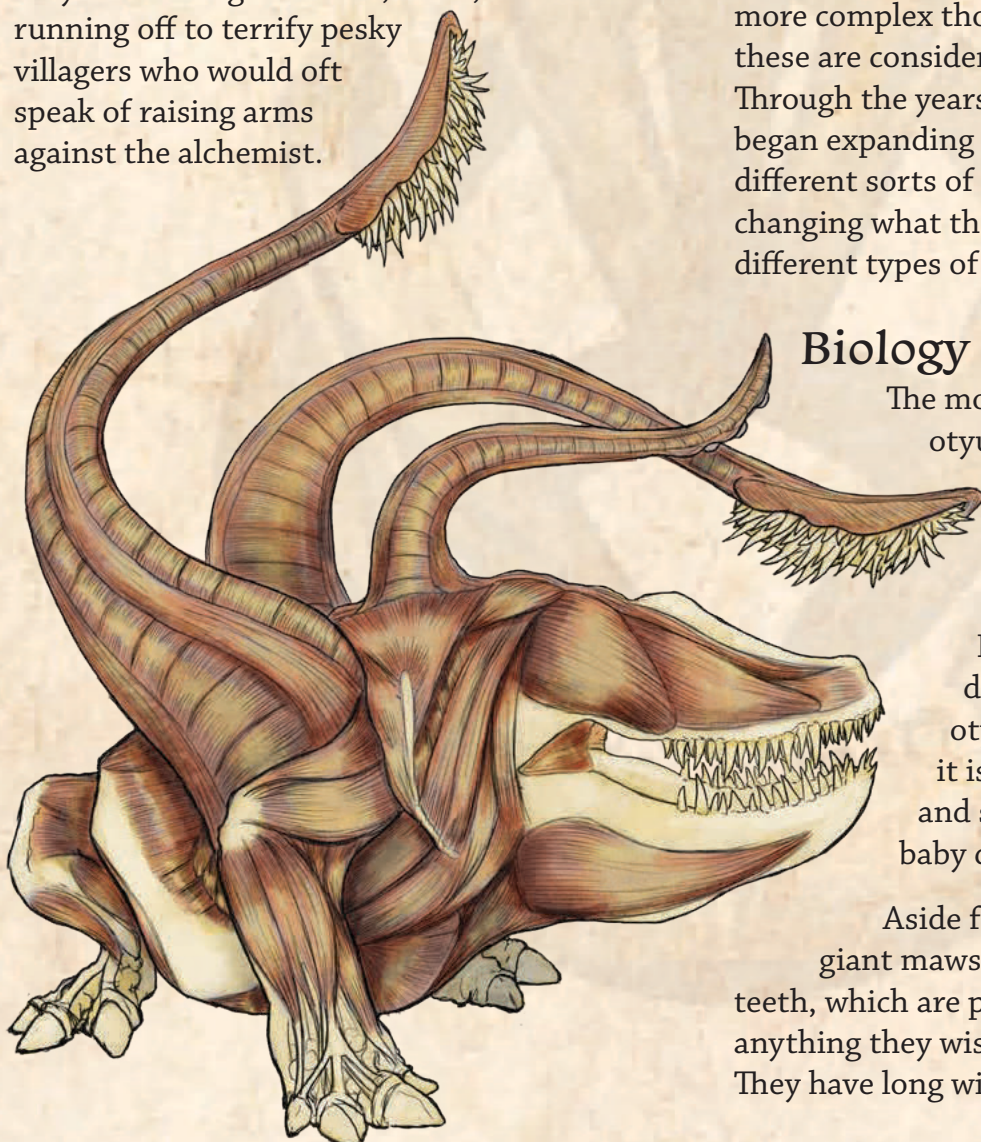 running off to terrify pesky
villagers who would oft
speak of raising arms
against the alchemist.
more complex tho
these are consider
Through the years
began expanding
different sorts of
changing what th
different types of
Biology
The mo
otyu
d
ot
it is
and s
baby o
Aside f
giant maws
teeth, which are p
anything they wis
They have long wi